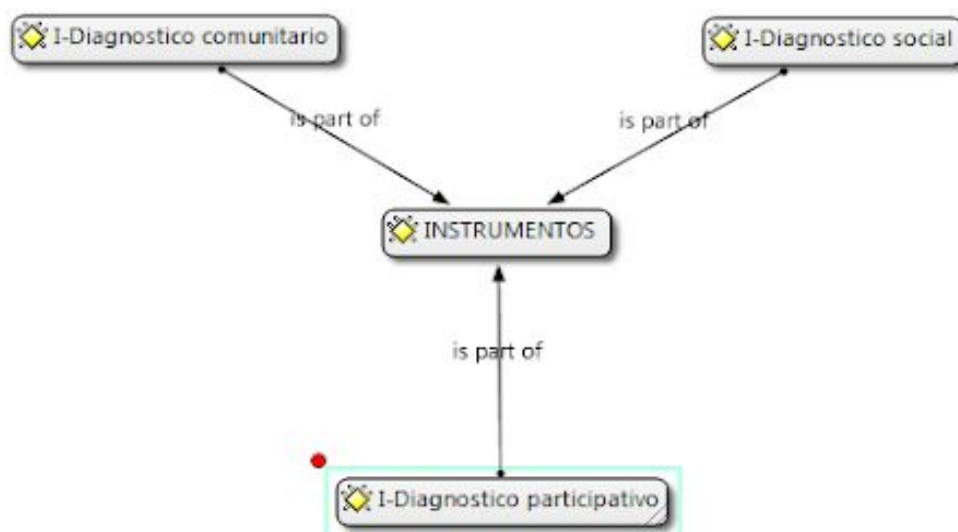 I-Diagnostico comunitario
I-Diagnostico social
is part of
is part of
INSTRUMENTOS
is part of
I-Diagnostico participativo